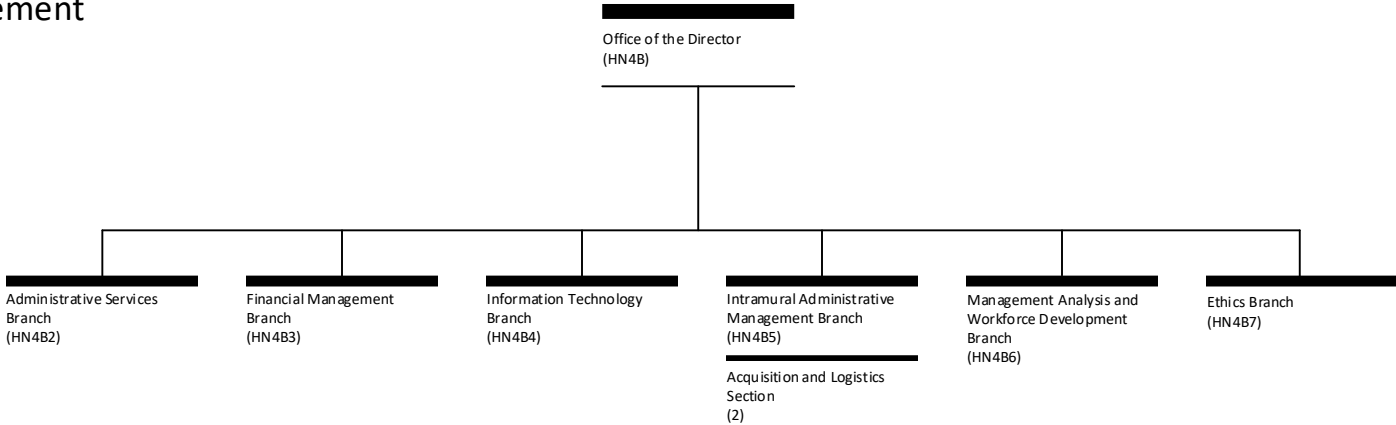 Office of the Director
(HN4B)
Administrative Services
Branch
(HN4B2)
Financial Management
Branch
(HN4B3)
Information Technology
Branch
(HN4B4)
Intramural Administrative
Management Branch
(HN4B5)
Acquisition and Logistics
Section
(2)
Management Analysis and
Workforce Development
Branch
(HN4B6)
Ethics Branch
(HN4B7)